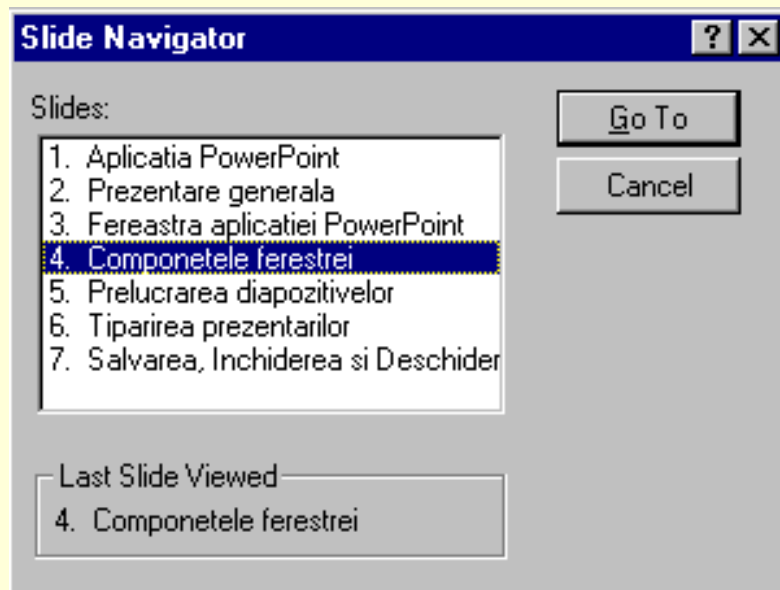 Slide Navigator
Slides:
Go To
1. Aplicatia PowerPoint
2. Prezentare generala
Cancel
3. Fereastra aplicatiei PowerPoint
4. Componetele ferestrei
5. Prelucrarea diapozitivelor
6. Tiparirea prezentarilor
7. Salvarea, Inchiderea si Deschider
Last Slide Viewed
4. Componetele ferestrei